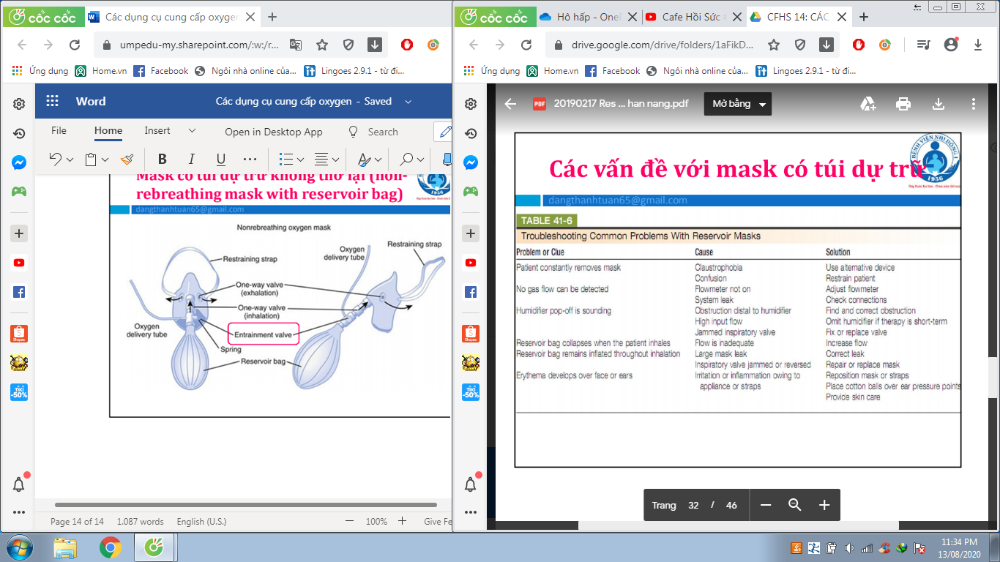 cốc cốc
Các dụng cụ cung cấp oxyger
umpedu-my.sharepoint.com/:w:/r...
Ứng dụng
Home.vn
Facebook
Ngôi nhà online của...
Lingoes 2.9.1 - từ đi...
Word
Các dụng cụ cung cấp oxygen - Saved
File
Home
Insert
Open in Desktop App
Search
B I U ...
Mask có túi dự trữ không thở lại (non-
rebreathing mask with reservoir bag)
1956
dangthanhtuan65@gmail.com
Nonrebreathing oxygen mask
Restraining strap
Oxygen
delivery tube
Restraining strap
One-way valve
(exhalation)
One-way valve
(inhalation)
Oxygen
delivery tube
Entrainment valve
Spring
Reservoir bag
Shopee
TIKI
-50%
Page 14 of 14
1.087 words
English (U.S.)
100%
Give Fe
cốc cốc
Hô hấp - OneI
Cafe Hồi Sức
CFHS 14: CÁC
drive.google.com/drive/folders/1aFikD...
Ứng dụng
Home.vn
Facebook
Ngôi nhà online của...
Lingoes 2.9.1 - từ đi...
PDF
20190217 Res ... han nang.pdf
Mở bằng
BỆNH VIỆN NHI ĐỒNG 1
1956
Các vấn đề với mask có túi dự trữ
dangthanhtuan65@gmail.com
TABLE 41-6
Troubleshooting Common Problems With Reservoir Masks
Problem or Clue Cause Solution
Patient constantly removes mask Claustrophobia Use alternative device
Confusion Restrain patient
No gas flow can be detected Flowmeter not on Adjust flowmeter
System leak Check connections
Humidifier pop-off is sounding Obstruction distal to humidifier Find and correct obstruction
High input flow Omit humidifier if therapy is short-term
Jammed inspiratory valve Fix or replace valve
Reservoir bag collapses when the patient inhales Flow is inadequate Increase flow
Reservoir bag remains inflated throughout inhalation Large mask leak Correct leak
Inspiratory valve jammed or reversed Repair or replace mask
Erythema develops over face or ears Irritation or inflammation owing to Reposition mask or straps
appliance or straps Place cotton balls over ear pressure points
Provide skin care
Shopee
TIKI
-50%
Trang 32 / 46
11:34 PM
13/08/2020